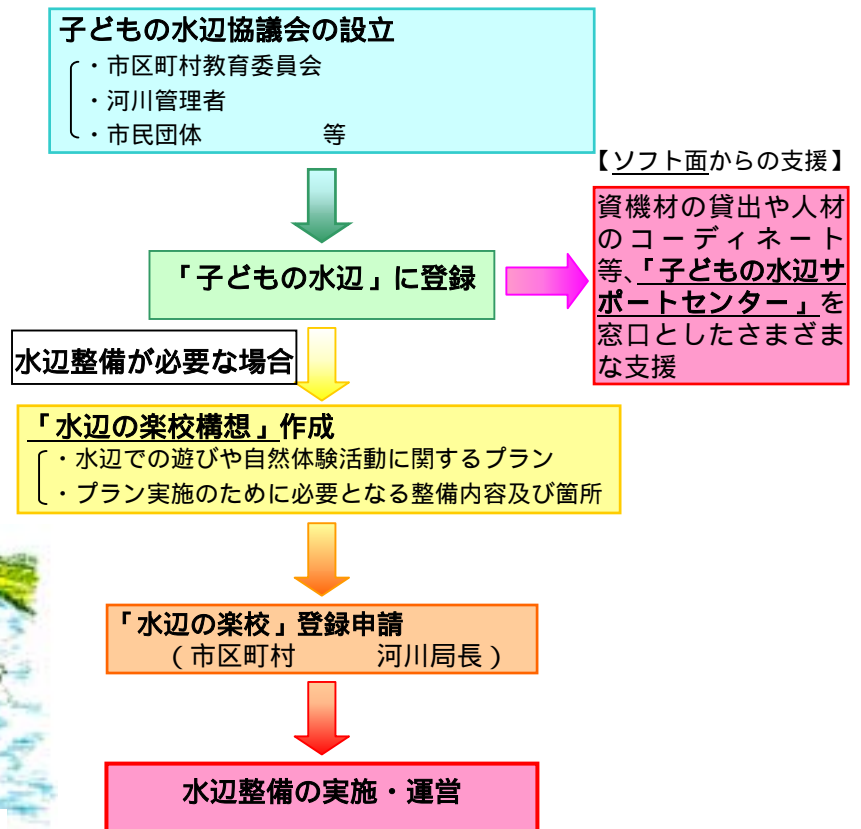 子どもの水辺協議会の設立
・市区町村教育委員会
・河川管理者
・市民団体　　　　　等
【ソフト面からの支援】
資機材の貸出や人材
のコーディネート
等、「子どもの水辺サ
ポートセンター」を
窓口としたさまざま
な支援
「子どもの水辺」に登録
水辺整備が必要な場合
「水辺の楽校構想」作成
・水辺での遊びや自然体験活動に関するプラン
・プラン実施のために必要となる整備内容及び箇所
「水辺の楽校」登録申請
（市区町村　　　河川局長）
水辺整備の実施・運営